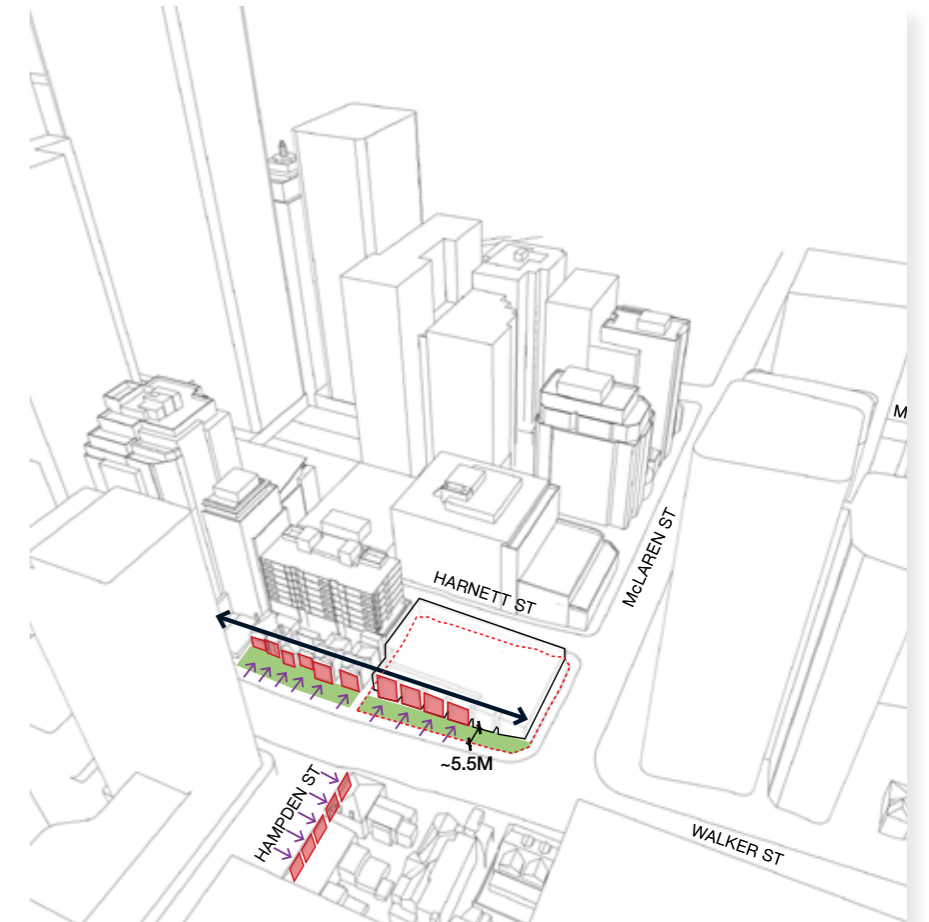 M
HARNETT ST
McLAREN ST
~5.5M
HAMPDEN ST
WALKER ST